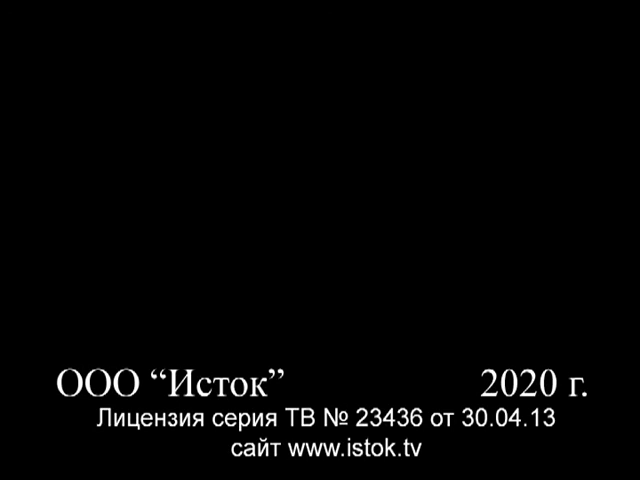 ООО “Исток” 2020 г.
Лицензия серия ТВ № 23436 от 30.04.13
сайт www.istok.tv